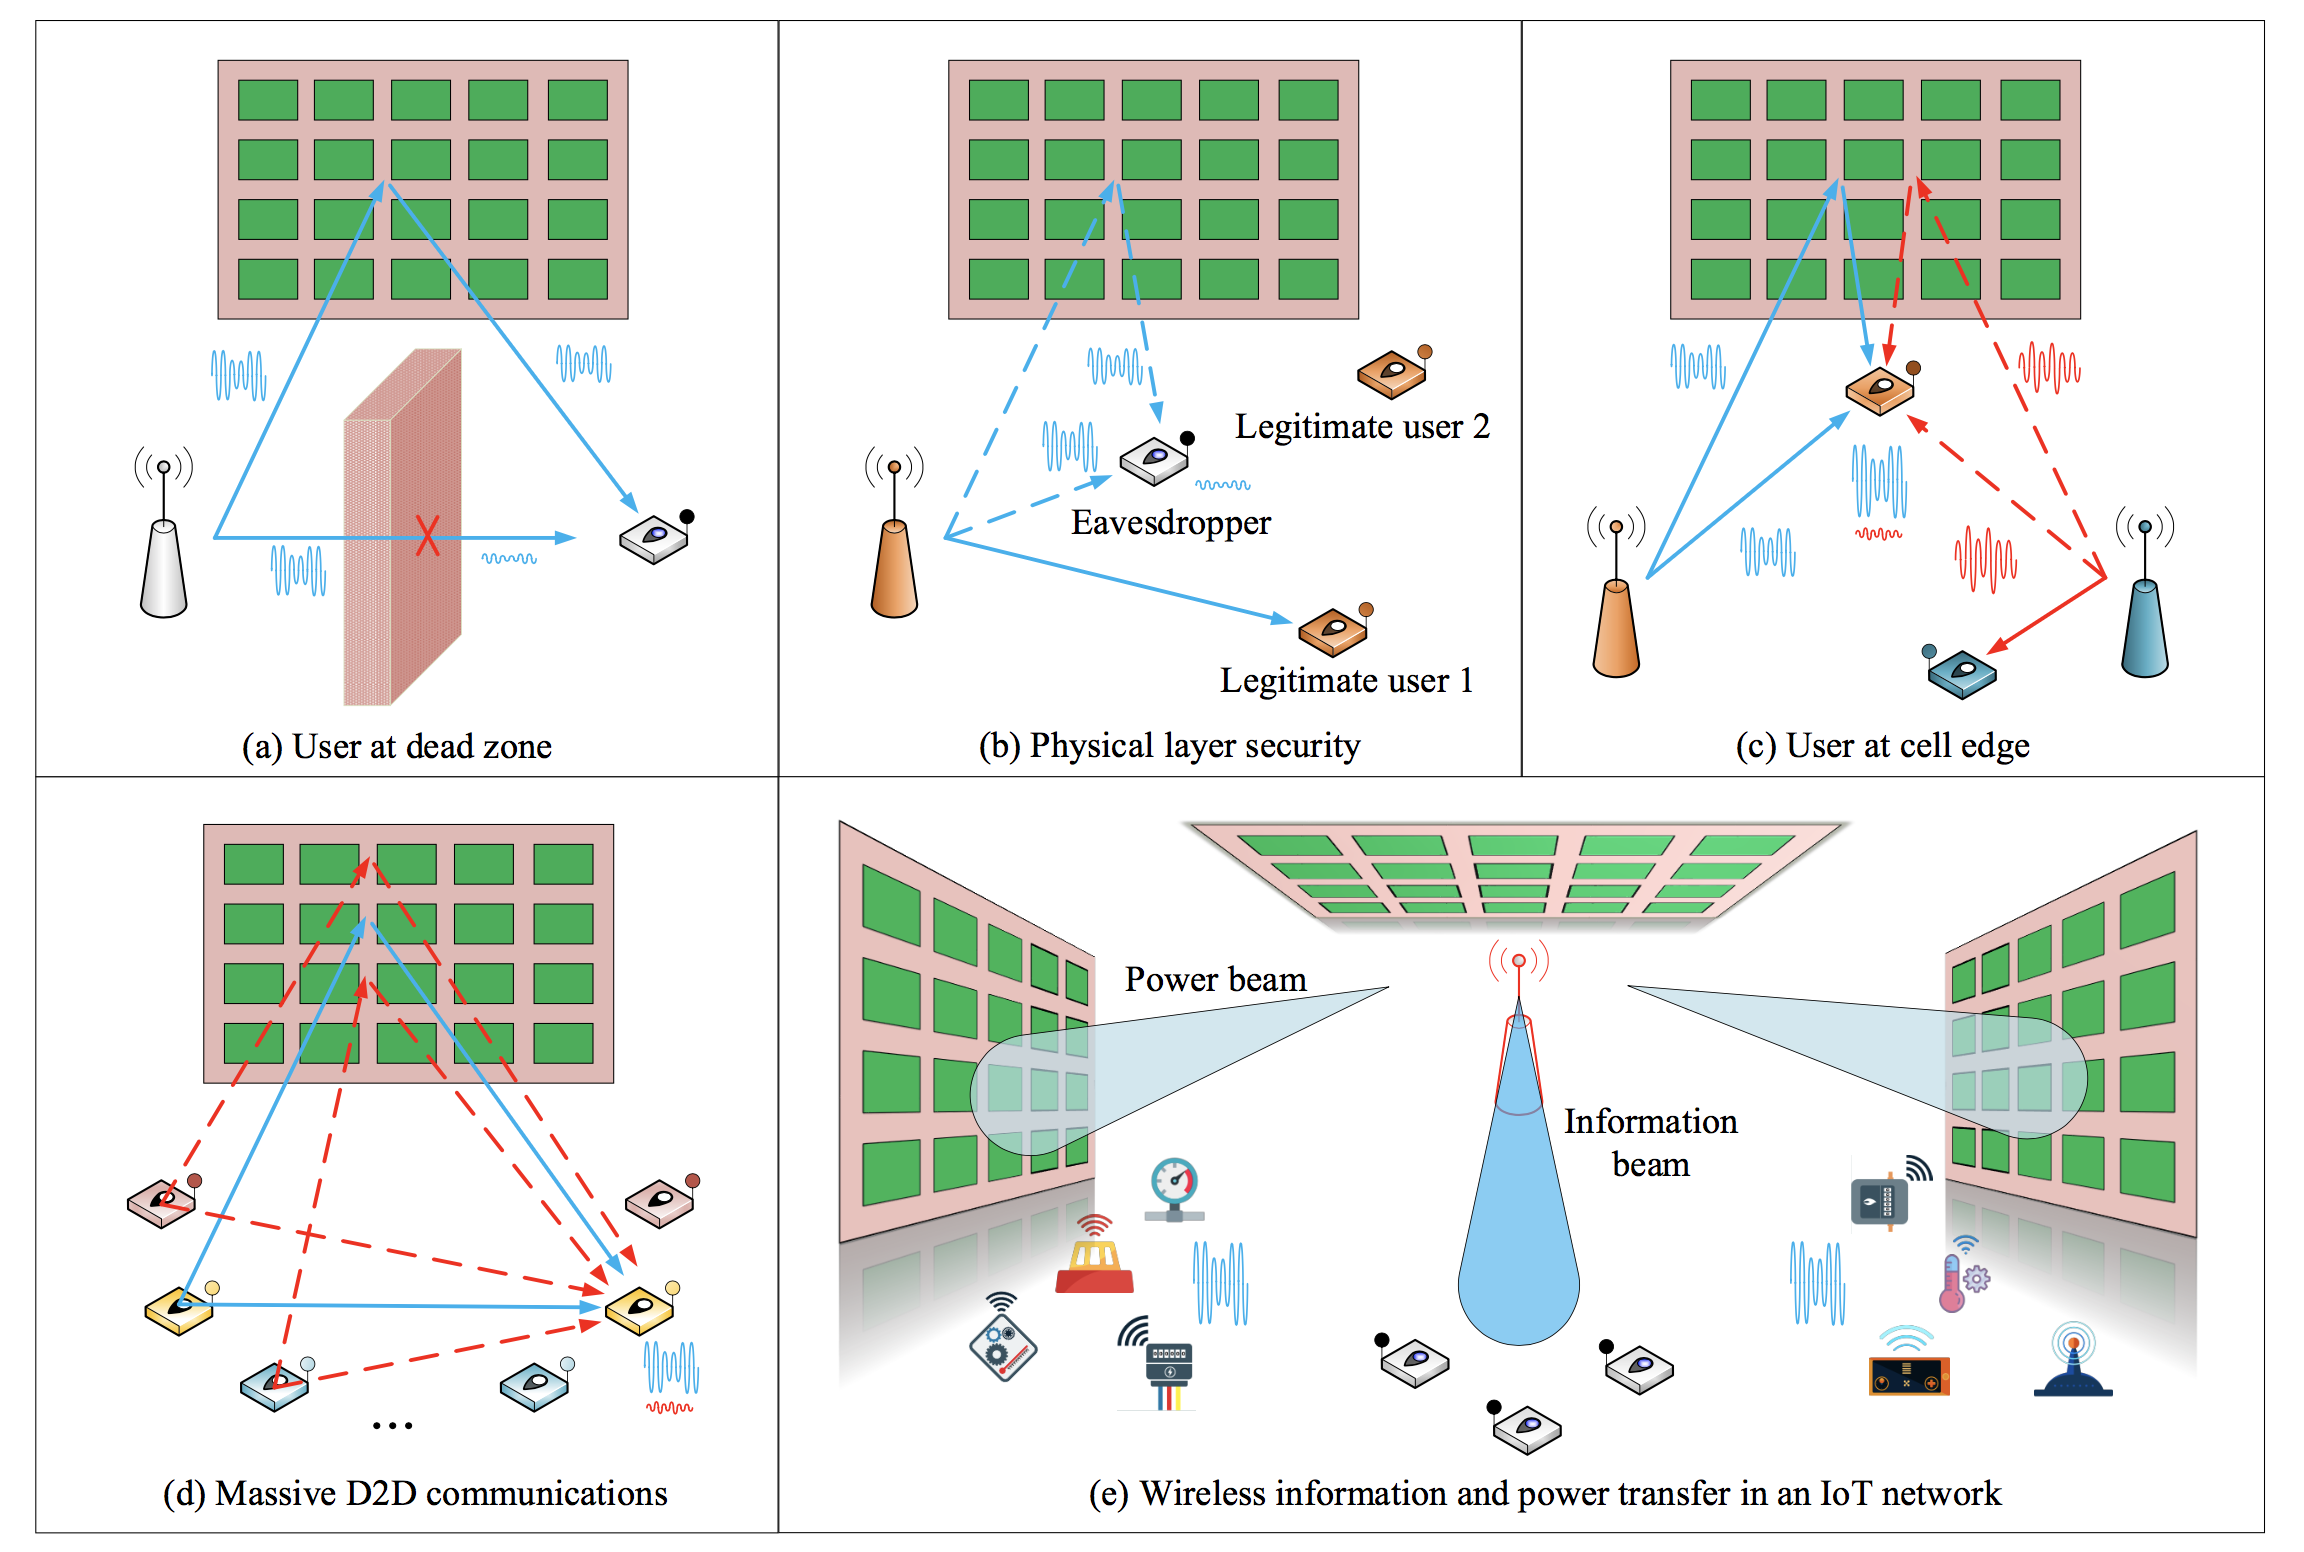 Legitimate user 2
Eavesdropper
Legitimate user 1
(a) User at dead zone
(b) Physical layer security
(c) User at cell edge
Power beam
Information
beam
...
(d) Massive D2D communications
(e) Wireless information and power transfer in an IoT network